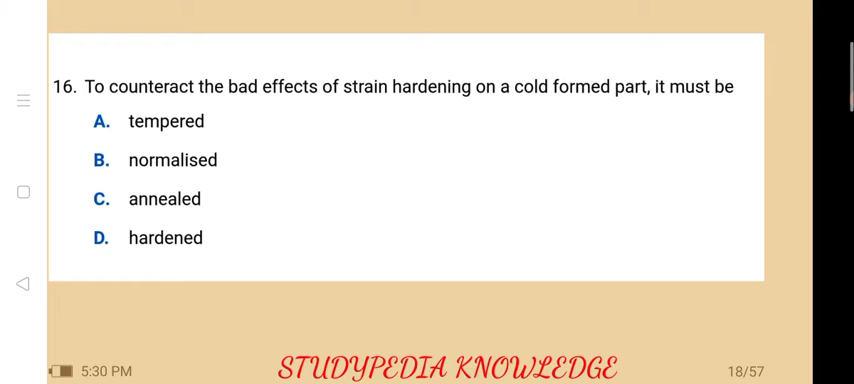 16. To counteract the bad effects of strain hardening on a cold formed part, it must be
A. tempered
B. normalised
C. annealed
D. hardened
5:30 PM
STUDYPEDIA KNOWLEDGE
18/57